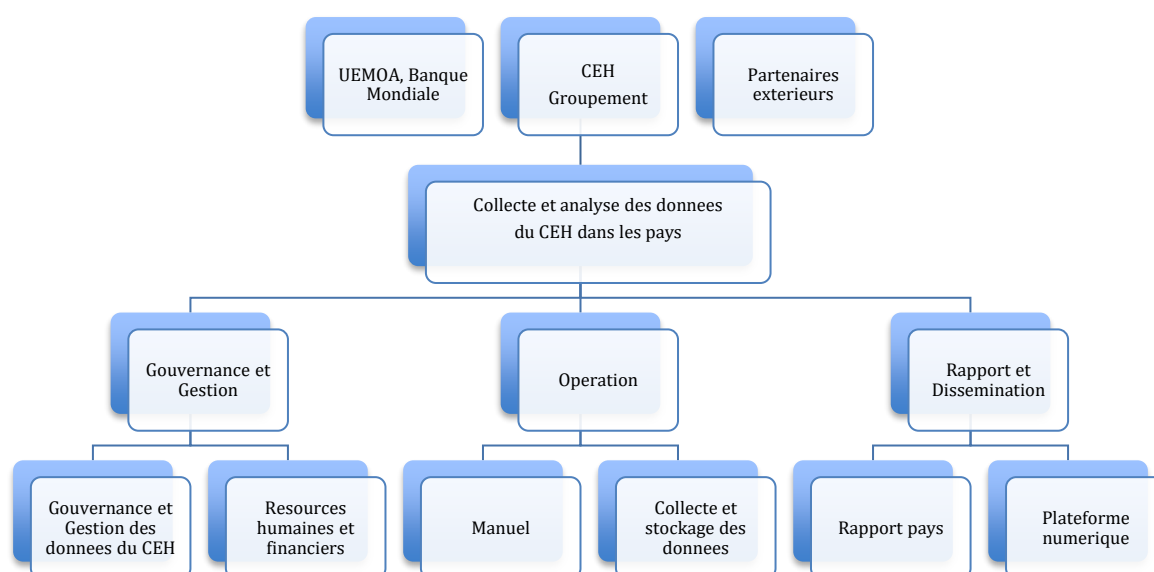 UEMOA, Banque
Mondiale
CEH
Groupement
Partenaires
exterieurs
Collecte et analyse des donnees
du CEH dans les pays
Gouvernance et
Gestion
Operation
Rapport et
Dissemination
Gouvernance et
Gestion des
donnees du CEH
Resources
humaines et
financiers
Manuel
Collecte et
stockage des
donnees
Rapport pays
Plateforme
numerique